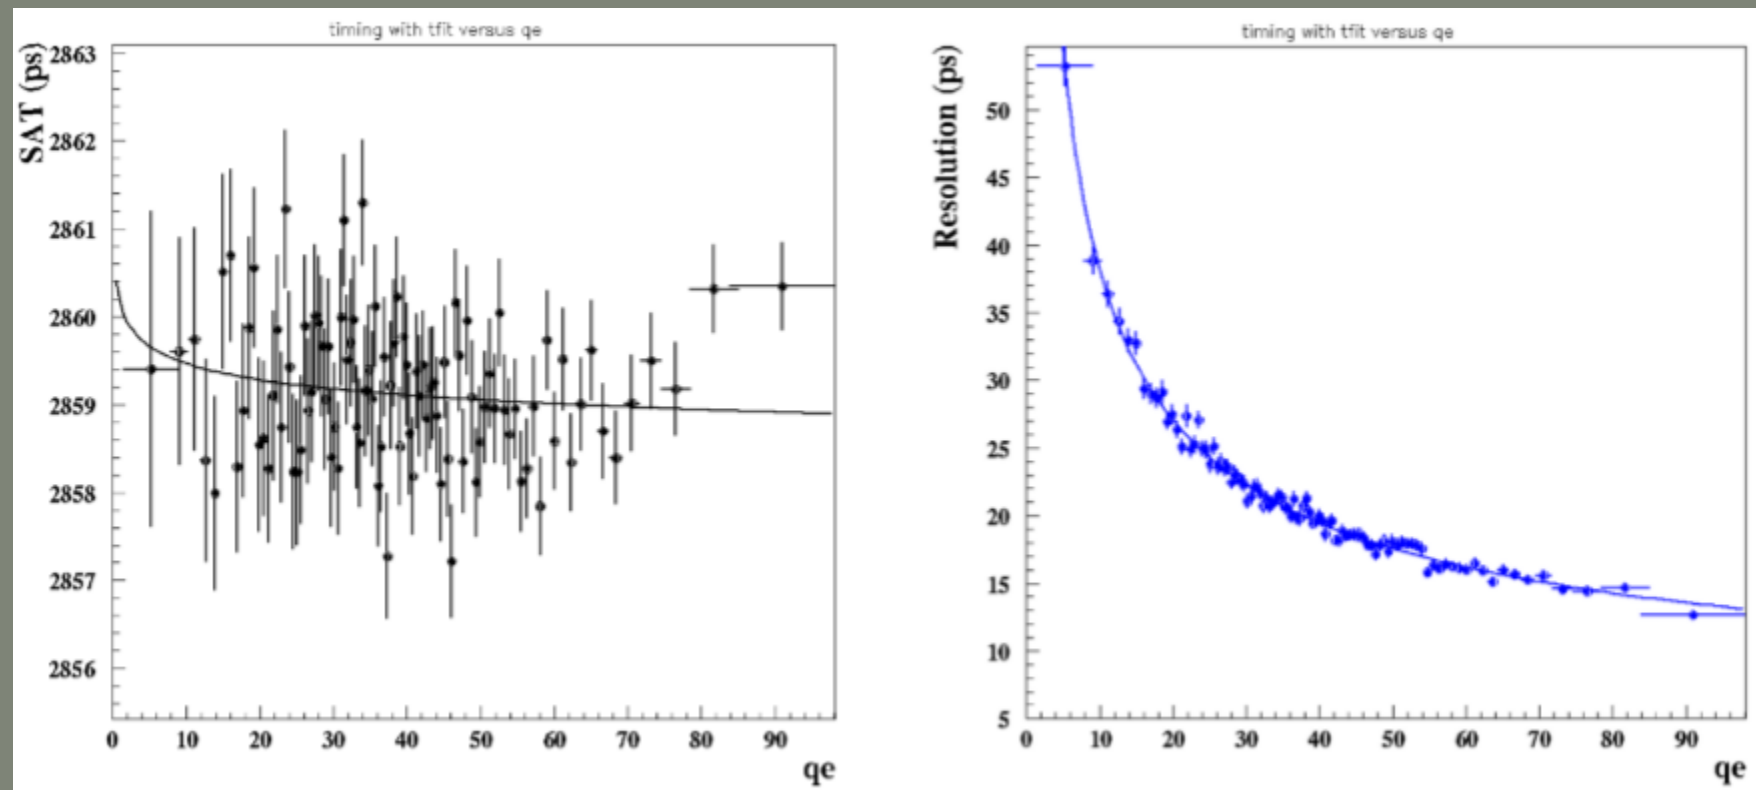 timing with tfit versus qe
SAT (ps)
2863
2862
2861
2860
2859
2858
2857
2856
0 10 20 30 40 50 60 70 80 90
qe
timing with tfit versus qe
Resolution (ps)
50
45
40
35
30
25
20
15
10
5
0 10 20 30 40 50 60 70 80 90
qe